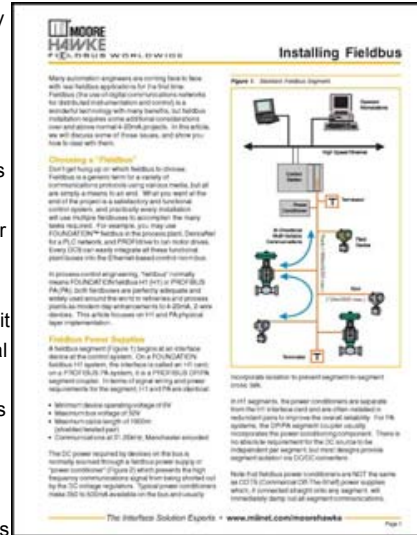 MOORE
HAWKE
FIELDBUS WORLDWIDE
Installing Fieldbus
Many automation engineers are coming face to face
with real fieldbus applications for the first time.
Fieldbus (the use of digital communications networks
for distributed instrumentation and control) is a
wonderful technology with many benefits, but fieldbus
installation requires some additional considerations
over and above normal 4-20mA projects. In this article,
we will discuss some of those issues, and show you
how to deal with them.
Choosing a "Fieldbus"
Don't get hung up on which fieldbus to choose.
Fieldbus is a generic term for a variety of
communications protocols using various media, but all
are simply a means to an end. What you want at the
end of the project is a satisfactory and functional
control system, and practically every installation
will use multiple fieldbuses to accomplish the many
tasks required. For example, you may use
FOUNDATION™ fieldbus in the process plant, DeviceNet
for a PLC network, and PROFIdrive to run motor drives.
Every DCS can easily integrate all these functional
plant buses into the Ethernet-based control room bus.
In process control engineering, "fieldbus" normally
means FOUNDATION fieldbus H1 (H1) or PROFIBUS
PA (PA); both fieldbuses are perfectly adequate and
widely used around the world in refineries and process
plants as modern day enhancements to 4-20mA, 2-wire
devices. This article focuses on H1 and PA physical
layer implementation.
Fieldbus Power Supplies
A fieldbus segment (Figure 1) begins at an interface
device at the control system. On a FOUNDATION
fieldbus H1 system, the interface is called an H1 card;
on a PROFIBUS PA system, it is a PROFIBUS DP/PA
segment coupler. In terms of signal wiring and power
requirements for the segment, H1 and PA are identical:
• Minimum device operating voltage of 9V
• Maximum bus voltage of 32V
• Maximum cable length of 1900m
(shielded twisted pair)
• Communications at 31.25kHz, Manchester encoded
The DC power required by devices on the bus is
normally sourced through a fieldbus power supply or
"power conditioner" (Figure 2) which prevents the high
frequency communications signal from being shorted out
by the DC voltage regulators. Typical power conditioners
make 350 to 500mA available on the bus and usually
Figure 1. Standard Fieldbus Segment
Operator
Workstations
High Speed Ethernet
Control
System
Power
Conditioner
Terminator
T
Bi-Directional
Multi-Variable
Communications
Field
Device
Spur
Terminator
T
incorporate isolation to prevent segment-to-segment
cross talk.
In H1 segments, the power conditioners are separate
from the H1 interface card and are often installed in
redundant pairs to improve the overall reliability. For PA
systems, the DP/PA segment coupler usually
incorporates the power conditioning component. There is
no absolute requirement for the DC source to be
independent per segment, but most designs provide
segment isolation via DC/DC converters.
Note that fieldbus power conditioners are NOT the same
as COTS (Commercial Off-The-Shelf) power supplies
which, if connected straight onto any segment, will
immediately damp out all segment communications.
The Interface Solution Experts • www.miinet.com/moorehawke
Page 1